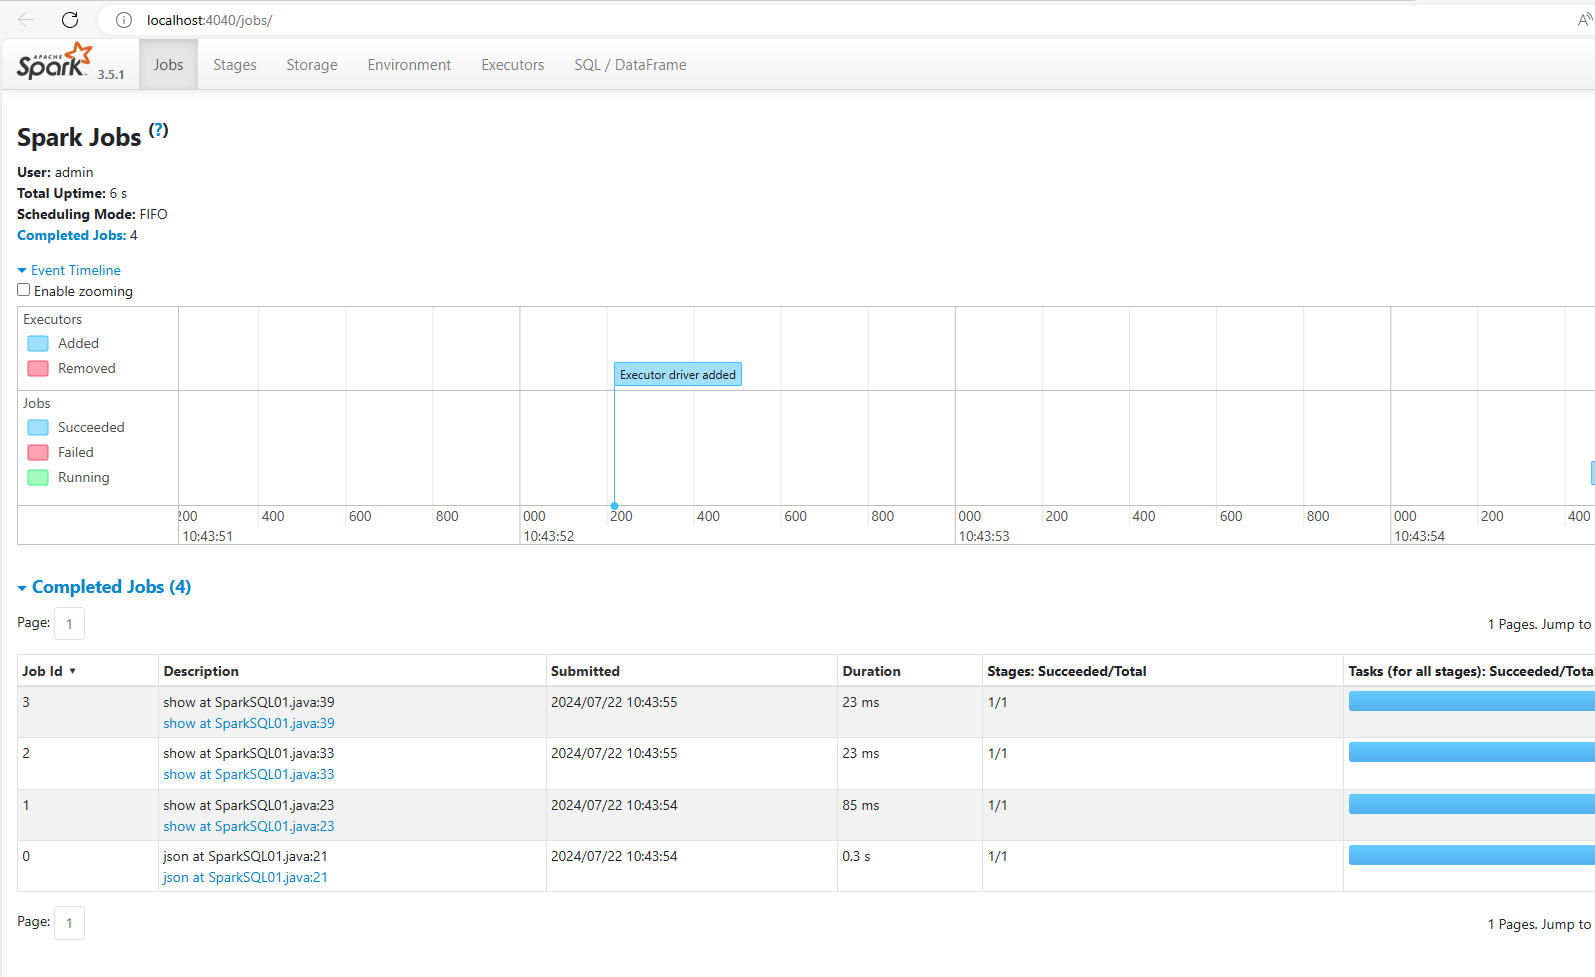 localhost:4040/jobs/
A
APACHE
Spark 3.5.1
Jobs Stages Storage Environment Executors SQL / DataFrame
Spark Jobs (?)
User: admin
Total Uptime: 6 s
Scheduling Mode: FIFO
Completed Jobs: 4
Event Timeline
Enable zooming
Executors
Added
Removed
Executor driver added
Jobs
Succeeded
Failed
Running
200 400 600 800 000 200 400 600 800 000 200 400 600 800 000 200 400
10:43:51 10:43:52 10:43:53 10:43:54
Completed Jobs (4)
Page: 1 1 Pages. Jump to
Job Id ▾ Description Submitted Duration Stages: Succeeded/Total Tasks (for all stages): Succeeded/Tota
3 show at SparkSQL01.java:39 2024/07/22 10:43:55 23 ms 1/1
show at SparkSQL01.java:39
2 show at SparkSQL01.java:33 2024/07/22 10:43:55 23 ms 1/1
show at SparkSQL01.java:33
1 show at SparkSQL01.java:23 2024/07/22 10:43:54 85 ms 1/1
show at SparkSQL01.java:23
0 json at SparkSQL01.java:21 2024/07/22 10:43:54 0.3 s 1/1
json at SparkSQL01.java:21
Page: 1 1 Pages. Jump to